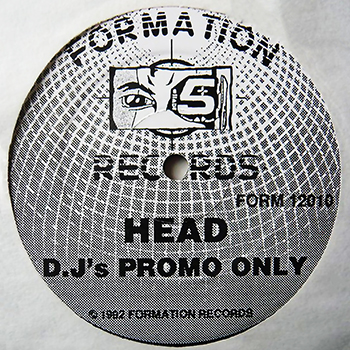 FORMATION
5
RECORDS
FORM 12010
HEAD
D.J's PROMO ONLY
© 1992 FORMATION RECORDS